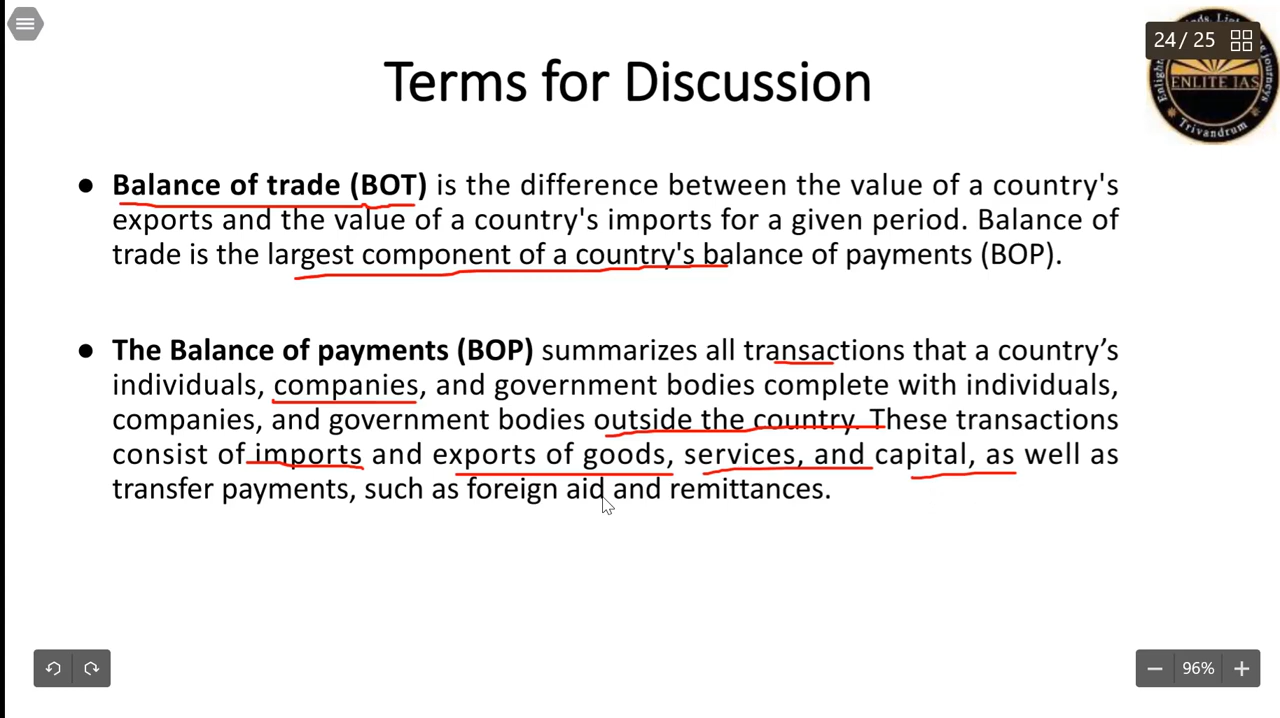 24 / 25
Terms for Discussion
ENLITE IAS
Trivandrum
● Balance of trade (BOT) is the difference between the value of a country's
exports and the value of a country's imports for a given period. Balance of
trade is the largest component of a country's balance of payments (BOP).
● The Balance of payments (BOP) summarizes all transactions that a country’s
individuals, companies, and government bodies complete with individuals,
companies, and government bodies outside the country. These transactions
consist of imports and exports of goods, services, and capital, as well as
transfer payments, such as foreign aid and remittances.
96%